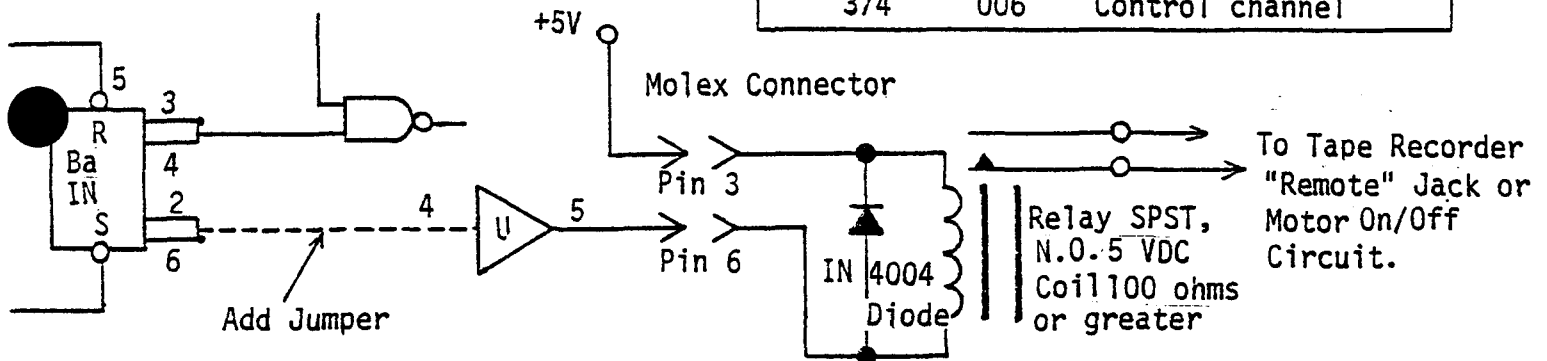 374 006 Control channel
+5V
Molex Connector
5
3
R
4
Ba
IN
S
2
6
4
U
5
Pin 3
Pin 6
Add Jumper
IN 4004
Diode
Relay SPST,
N.O. 5 VDC
Coil 100 ohms
or greater
To Tape Recorder
"Remote" Jack or
Motor On/Off
Circuit.